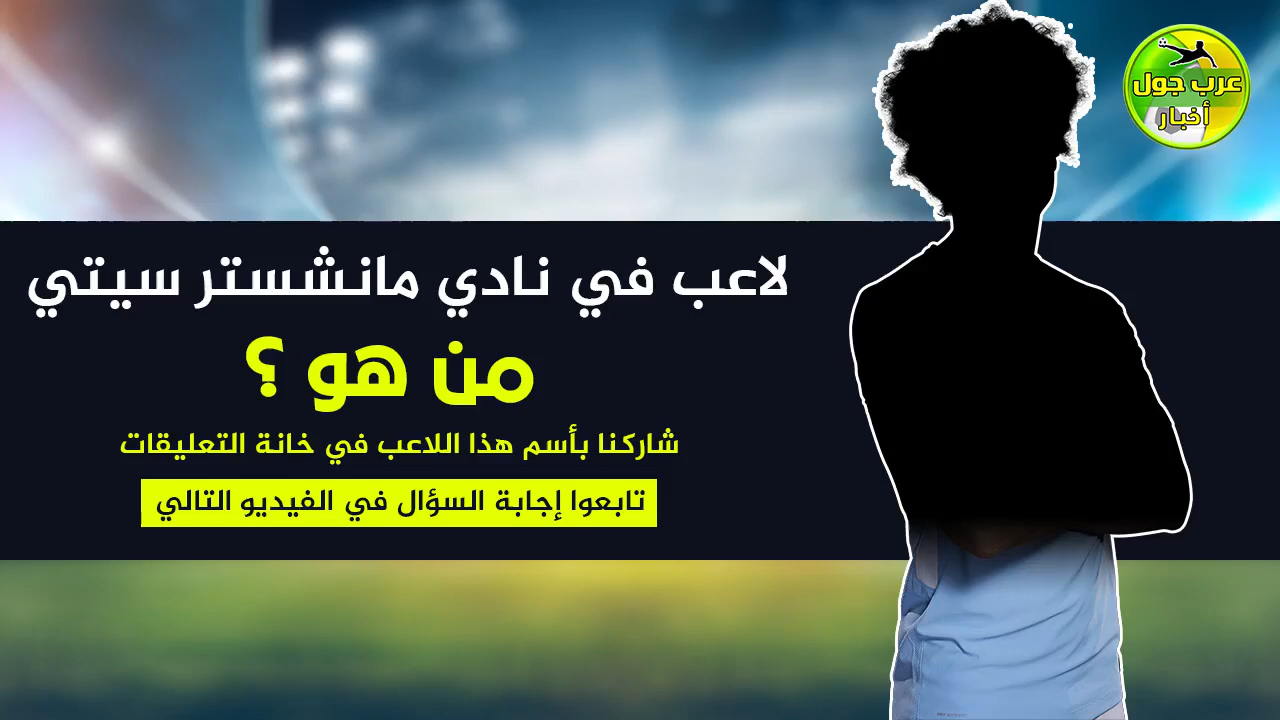 عرب جول
أخبار
لاعب في نادي مانشستر سيتي
من هو ؟
شاركنا بأسم هذا اللاعب في خانة التعليقات
تابعوا إجابة السؤال في الفيديو التالي